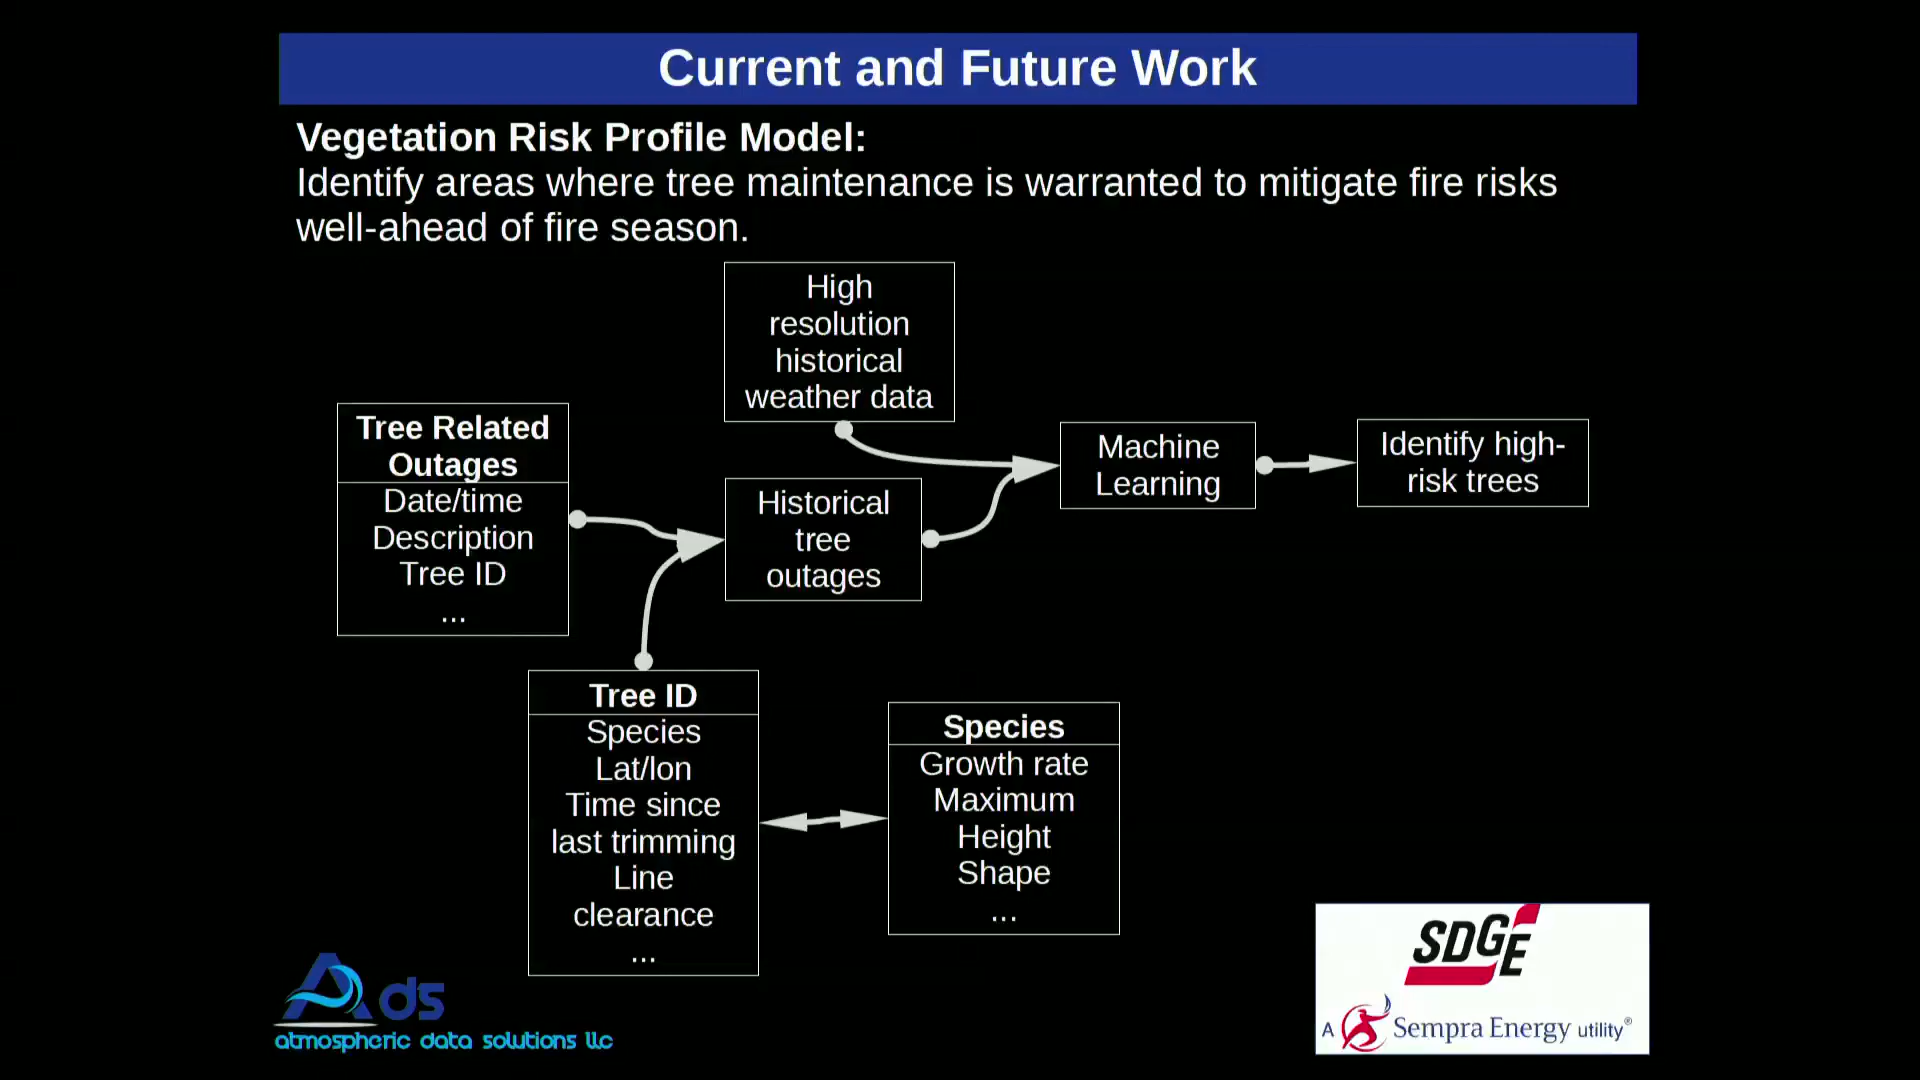 Current and Future Work
Vegetation Risk Profile Model:
Identify areas where tree maintenance is warranted to mitigate fire risks
well-ahead of fire season.
High
resolution
historical
weather data
Tree Related
Outages
Date/time
Description
Tree ID
...
Historical
tree
outages
Machine
Learning
Identify high-
risk trees
Tree ID
Species
Lat/lon
Time since
last trimming
Line
clearance
...
Species
Growth rate
Maximum
Height
Shape
...
Ads
atmospheric data solutions llc
SDGE
A Sempra Energy utility®